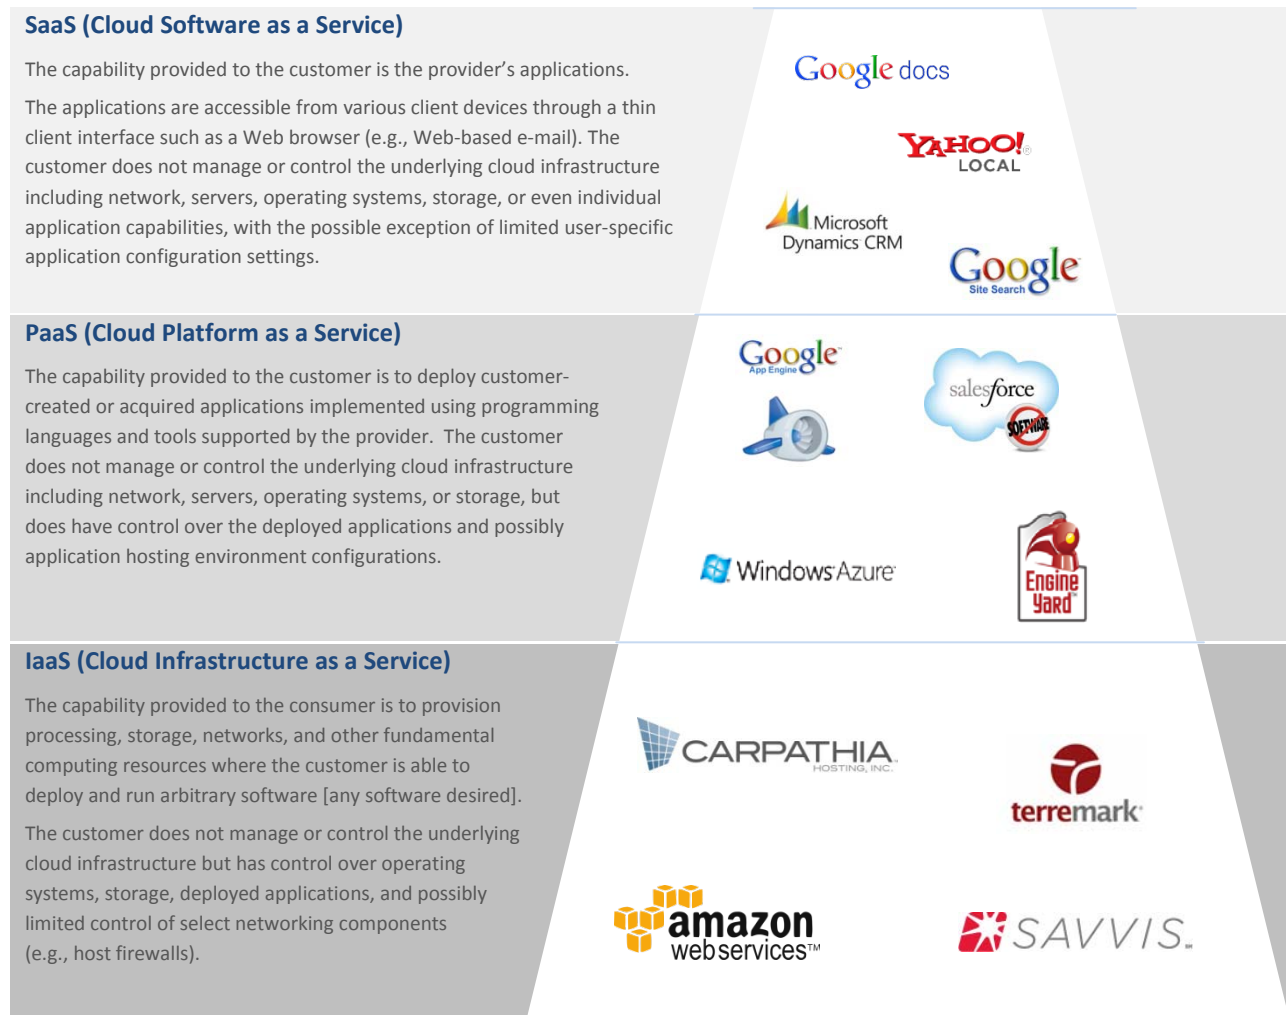 SaaS (Cloud Software as a Service)
The capability provided to the customer is the provider’s applications.
The applications are accessible from various client devices through a thin
client interface such as a Web browser (e.g., Web-based e-mail). The
customer does not manage or control the underlying cloud infrastructure
including network, servers, operating systems, storage, or even individual
application capabilities, with the possible exception of limited user-specific
application configuration settings.
Google docs
YAHOO!®
LOCAL
Microsoft
Dynamics CRM
Google™
Site Search
PaaS (Cloud Platform as a Service)
The capability provided to the customer is to deploy customer-
created or acquired applications implemented using programming
languages and tools supported by the provider.  The customer
does not manage or control the underlying cloud infrastructure
including network, servers, operating systems, or storage, but
does have control over the deployed applications and possibly
application hosting environment configurations.
Google™
App Engine
salesforce
SOFTWARE
Windows Azure™
Engine
Yard™
IaaS (Cloud Infrastructure as a Service)
The capability provided to the consumer is to provision
processing, storage, networks, and other fundamental
computing resources where the customer is able to
deploy and run arbitrary software [any software desired].
The customer does not manage or control the underlying
cloud infrastructure but has control over operating
systems, storage, deployed applications, and possibly
limited control of select networking components
(e.g., host firewalls).
CARPATHIA
HOSTING, INC.
terremark
amazon
webservices™
SAVVIS